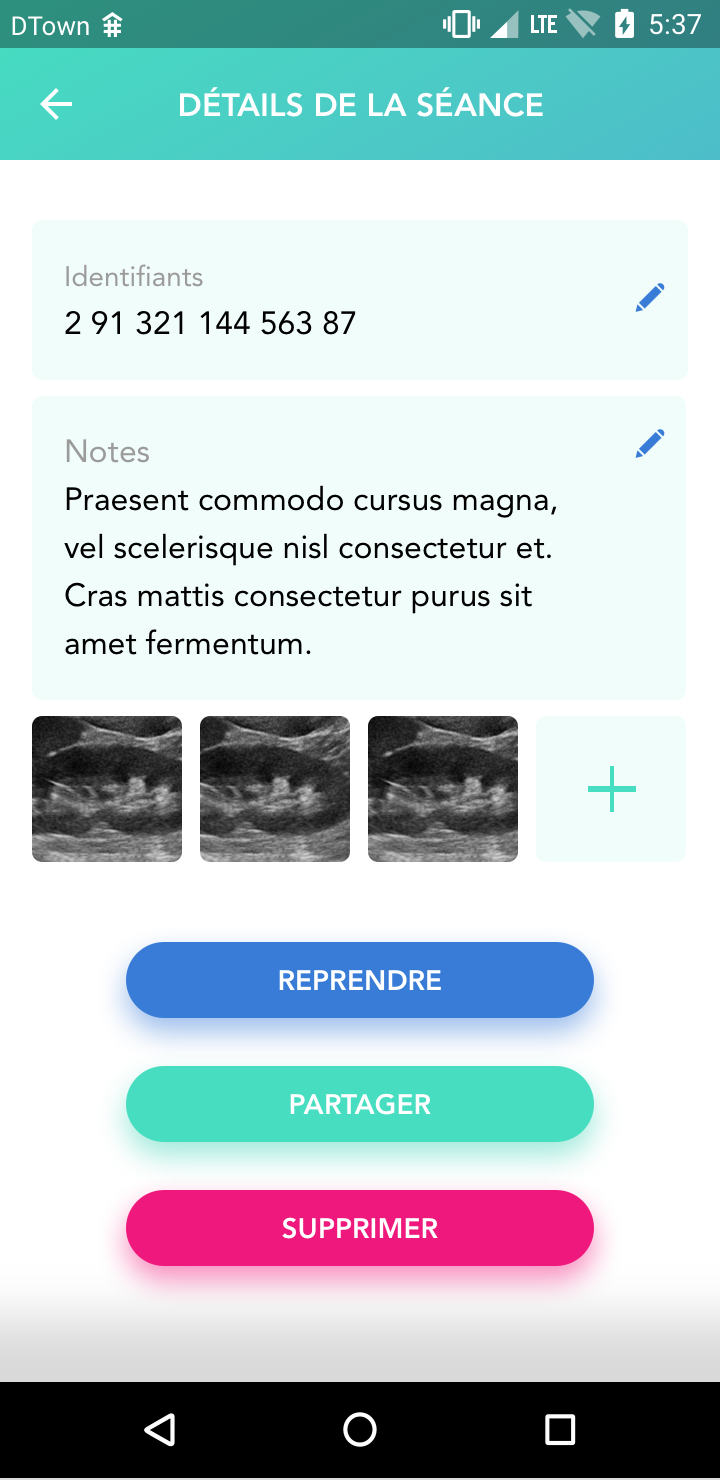 DTown
LTE 5:37
DÉTAILS DE LA SÉANCE
Identifiants
2 91 321 144 563 87
Notes
Praesent commodo cursus magna,
vel scelerisque nisl consectetur et.
Cras mattis consectetur purus sit
amet fermentum.
REPRENDRE
PARTAGER
SUPPRIMER